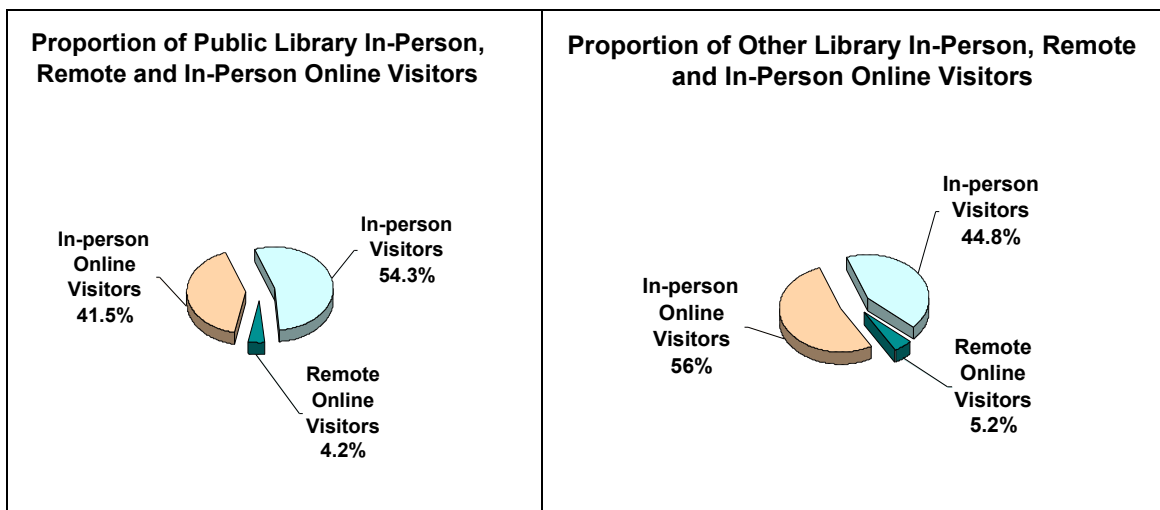 Proportion of Public Library In-Person,
Remote and In-Person Online Visitors
In-person
Online
Visitors
41.5%
In-person
Visitors
54.3%
Remote
Online
Visitors
4.2%
Proportion of Other Library In-Person, Remote
and In-Person Online Visitors
In-person
Visitors
44.8%
In-person
Online
Visitors
56%
Remote
Online
Visitors
5.2%